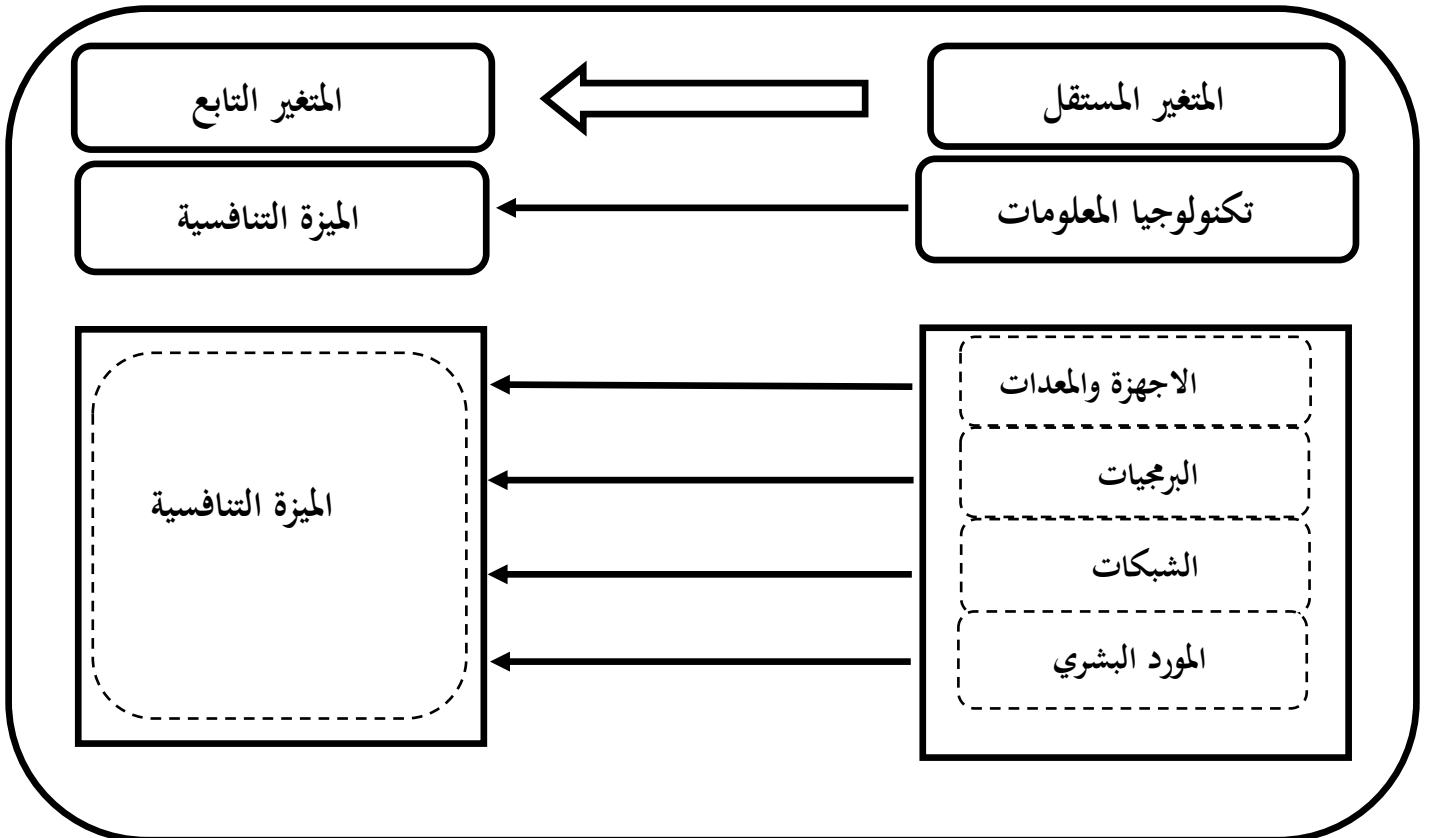 المتغير المستقل
المتغير التابع
تكنولوجيا المعلومات
الميزة التنافسية
الاجهزة والمعدات
البرمجيات
الشبكات
المورد البشري
الميزة التنافسية